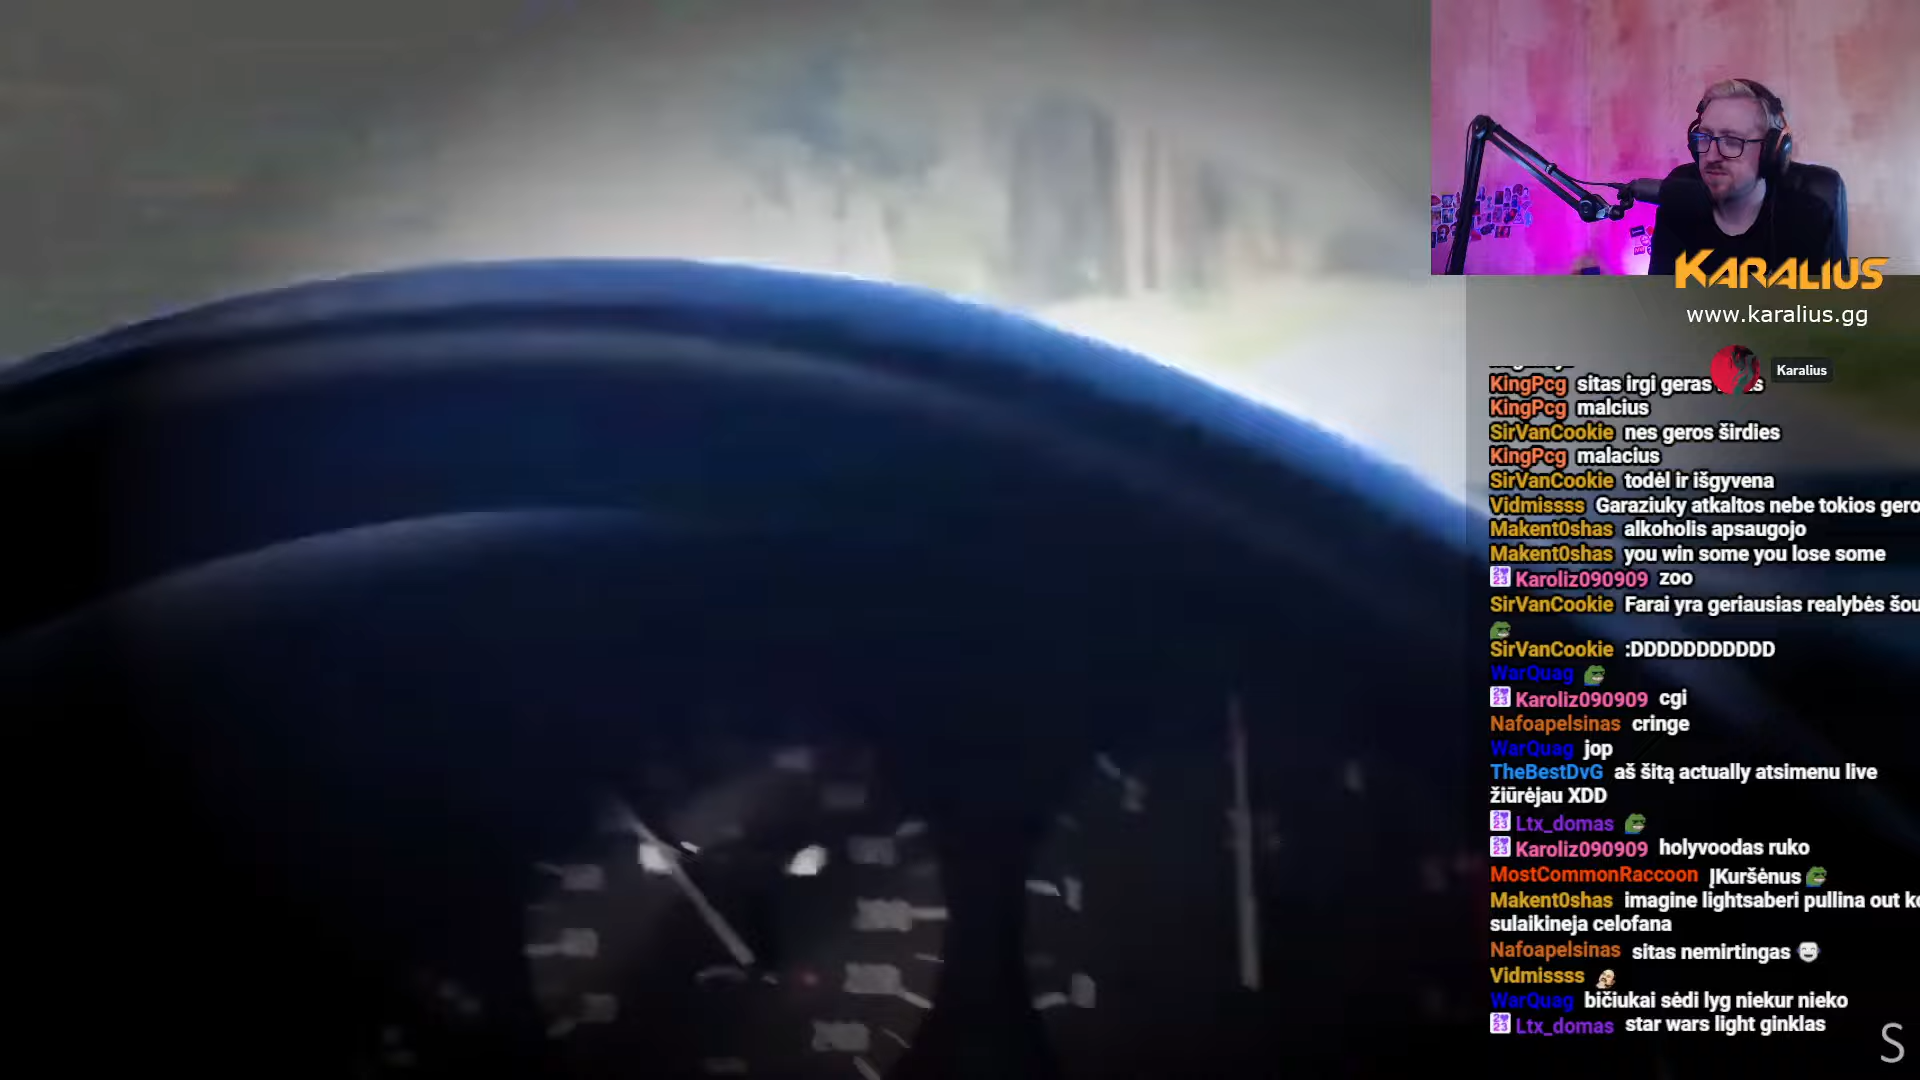 KARALIUS
www.karalius.gg
Karalius
KingPcg sitas irgi geras
KingPcg malcius
SirVanCookie nes geros širdies
KingPcg malacius
SirVanCookie todėl ir išgyvena
Vidmissss Garaziuky atkaltos nebe tokios gero
Makent0shas alkoholis apsaugojo
Makent0shas you win some you lose some
Karoliz090909 zoo
SirVanCookie Farai yra geriausias realybės šou
SirVanCookie :DDDDDDDDDDD
WarQuag
Karoliz090909 cgi
Nafoapelsinas cringe
WarQuag jop
TheBestDvG aš šitą actually atsimenu live
žiūrėjau XDD
Ltx_domas
Karoliz090909 holyvoodas ruko
MostCommonRaccoon ĮKuršėnus
Makent0shas imagine lightsaberi pullina out ko
sulaikineja celofana
Nafoapelsinas sitas nemirtingas
Vidmissss
WarQuag bičiukai sėdi lyg niekur nieko
Ltx_domas star wars light ginklas
S